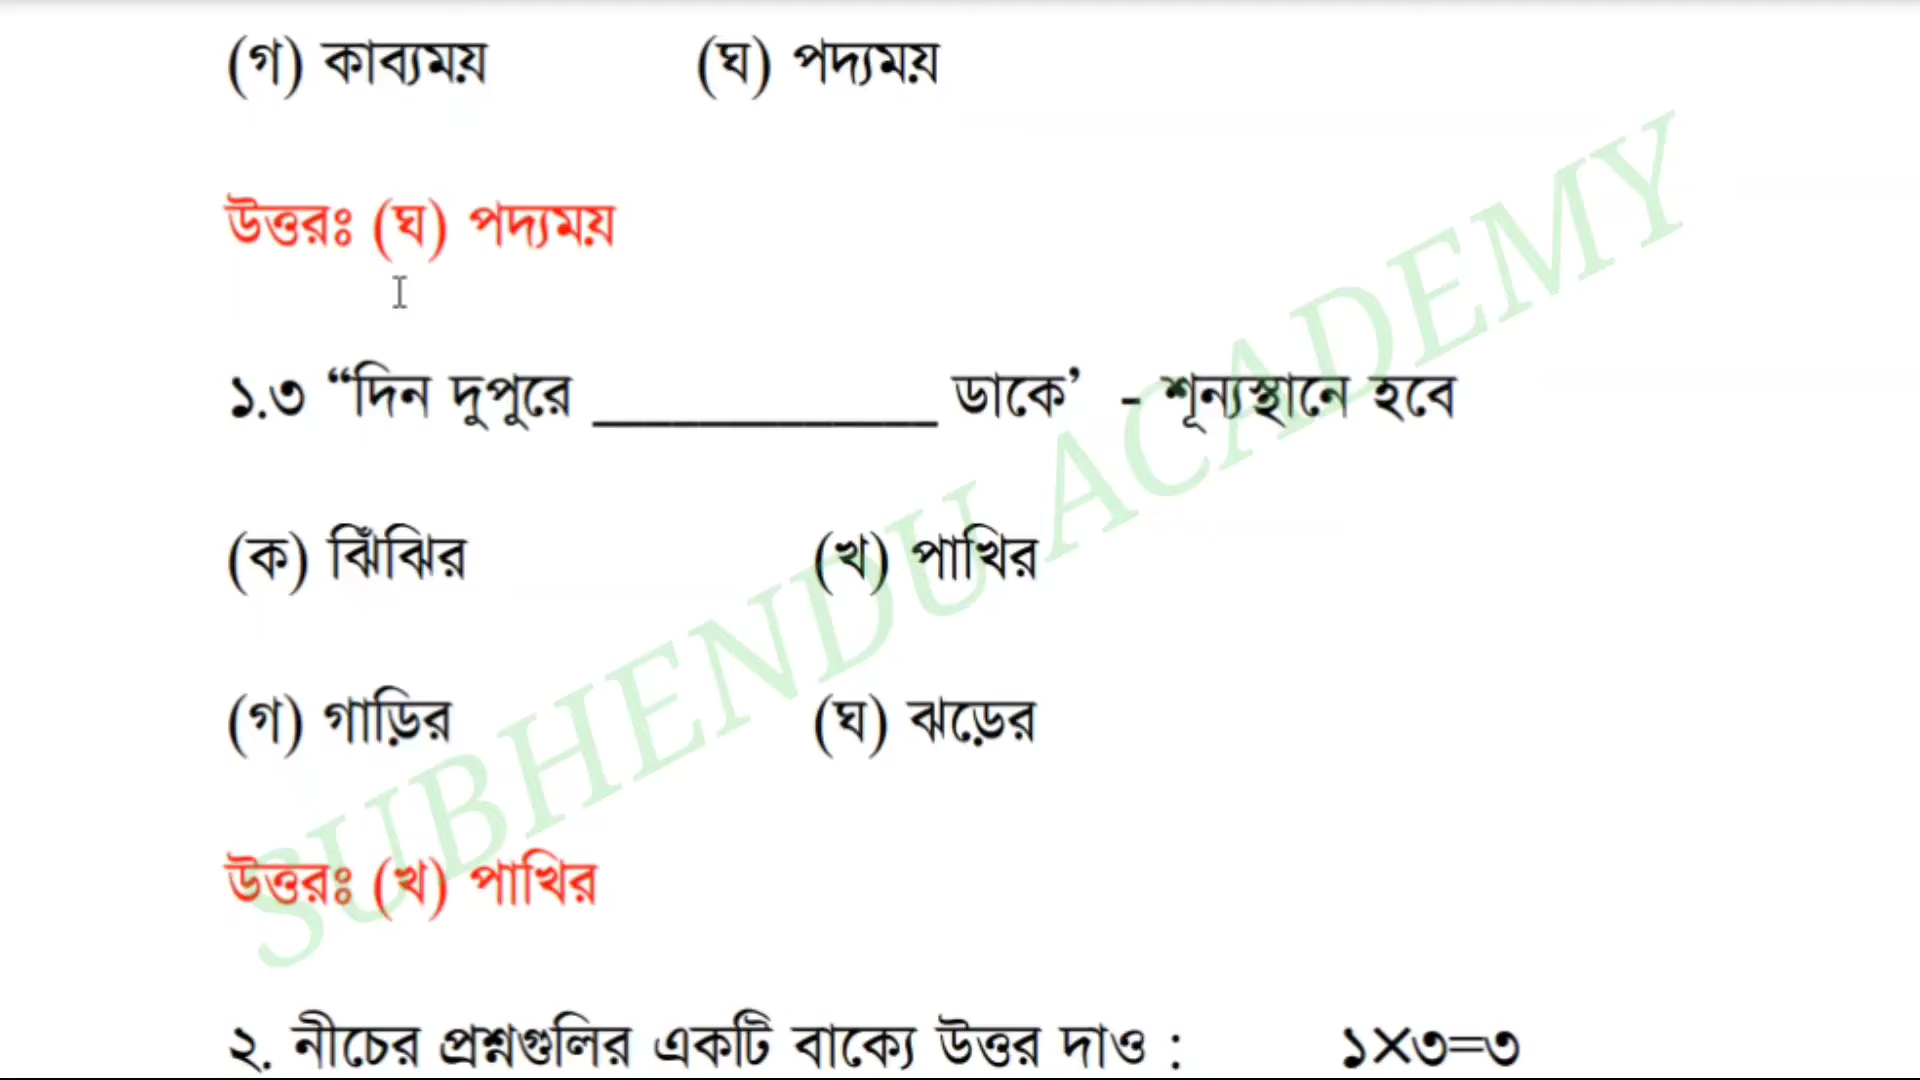 (গ) কাব্যময় (ঘ) পদ্যময়
উত্তরঃ (ঘ) পদ্যময়
১.৩ “দিন দুপুরে ____________ ডাকে’ - শূন্যস্থানে হবে
(ক) ঝিঁঝির (খ) পাখির
(গ) গাড়ির (ঘ) ঝড়ের
উত্তরঃ (খ) পাখির
২. নীচের প্রশ্নগুলির একটি বাক্যে উত্তর দাও : ১×৩=৩
SUBHENDU ACADEMY